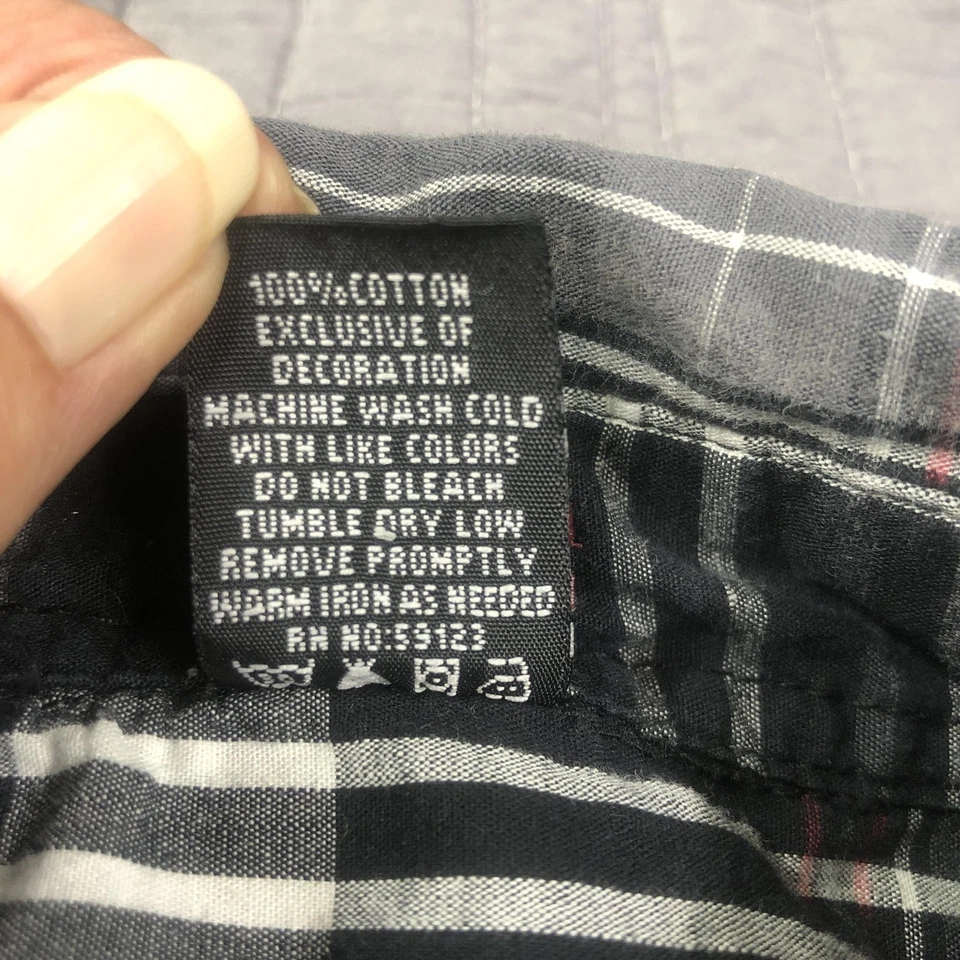 100% COTTON
EXCLUSIVE OF
DECORATION
MACHINE WASH COLD
WITH LIKE COLORS
DO NOT BLEACH
TUMBLE DRY LOW
REMOVE PROMPTLY
WARM IRON AS NEEDED
RN NO:59123